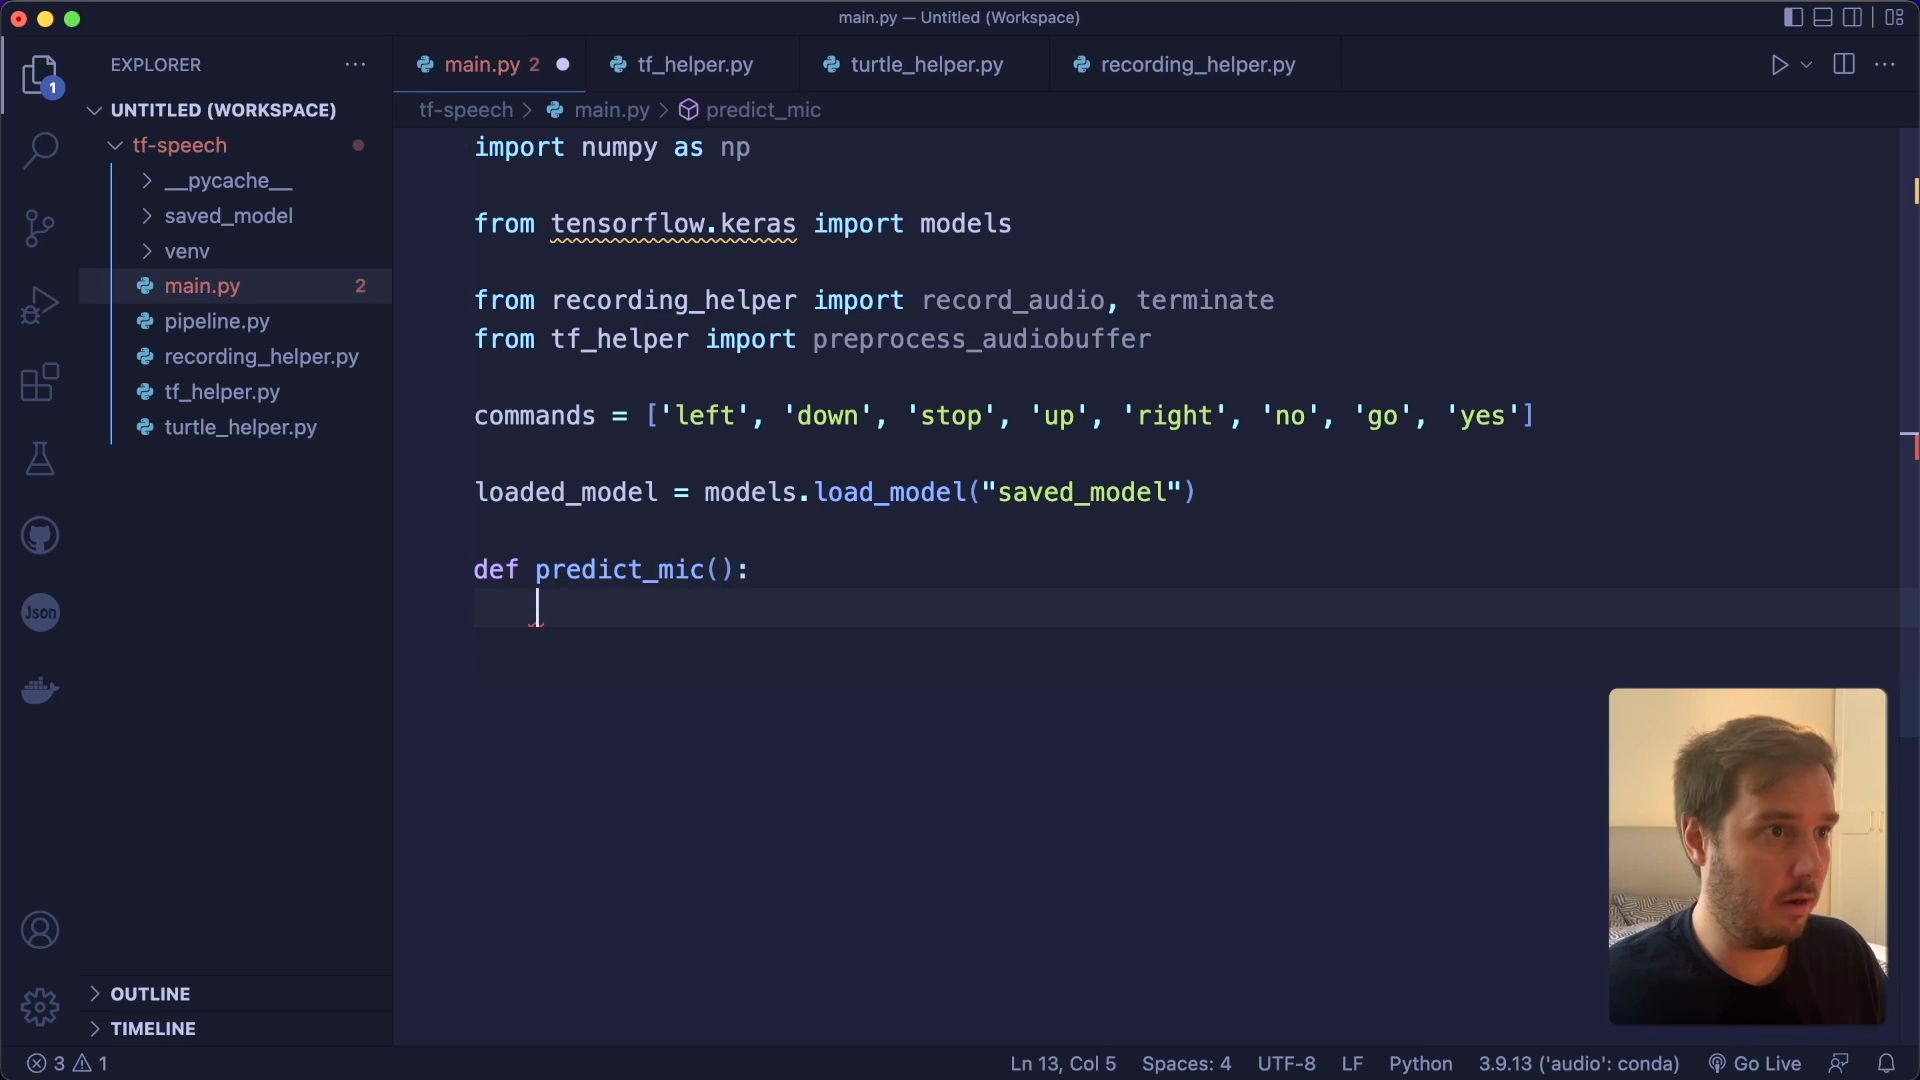 main.py — Untitled (Workspace)
EXPLORER
1
UNTITLED (WORKSPACE)
tf-speech
__pycache__
saved_model
venv
main.py 2
pipeline.py
recording_helper.py
tf_helper.py
turtle_helper.py
Json
OUTLINE
TIMELINE
main.py 2
tf_helper.py
turtle_helper.py
recording_helper.py
tf-speech > main.py > predict_mic
import numpy as np
from tensorflow.keras import models
from recording_helper import record_audio, terminate
from tf_helper import preprocess_audiobuffer
commands = ['left', 'down', 'stop', 'up', 'right', 'no', 'go', 'yes']
loaded_model = models.load_model("saved_model")
def predict_mic():
3 1
Ln 13, Col 5 Spaces: 4 UTF-8 LF Python 3.9.13 ('audio': conda) Go Live